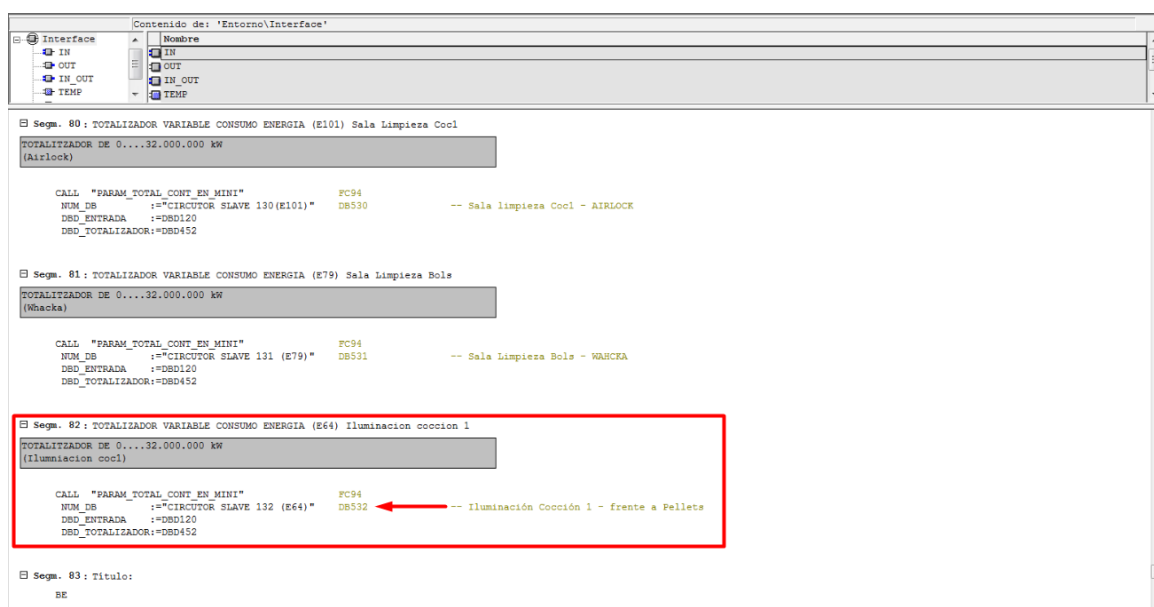 Contenido de: 'Entorno\Interface'
Interface
IN
OUT
IN_OUT
TEMP
Nombre
IN
OUT
IN_OUT
TEMP
Segm. 80 : TOTALIZADOR VARIABLE CONSUMO ENERGIA (E101) Sala Limpieza Coc1
TOTALITZADOR DE 0....32.000.000 kW
(Airlock)
CALL "PARAM_TOTAL_CONT_EN_MINI" FC94
NUM_DB :="CIRCUTOR SLAVE 130(E101)" DB530 -- Sala limpieza Coc1 - AIRLOCK
DBD_ENTRADA :=DBD120
DBD_TOTALIZADOR:=DBD452
Segm. 81 : TOTALIZADOR VARIABLE CONSUMO ENERGIA (E79) Sala Limpieza Bols
TOTALITZADOR DE 0....32.000.000 kW
(Whacka)
CALL "PARAM_TOTAL_CONT_EN_MINI" FC94
NUM_DB :="CIRCUTOR SLAVE 131 (E79)" DB531 -- Sala Limpieza Bols - WAHCKA
DBD_ENTRADA :=DBD120
DBD_TOTALIZADOR:=DBD452
Segm. 82 : TOTALIZADOR VARIABLE CONSUMO ENERGIA (E64) Iluminacion coccion 1
TOTALITZADOR DE 0....32.000.000 kW
(Ilumniacion coc1)
CALL "PARAM_TOTAL_CONT_EN_MINI" FC94
NUM_DB :="CIRCUTOR SLAVE 132 (E64)" DB532 -- Iluminación Cocción 1 - frente a Pellets
DBD_ENTRADA :=DBD120
DBD_TOTALIZADOR:=DBD452
Segm. 83 : Título:
BE